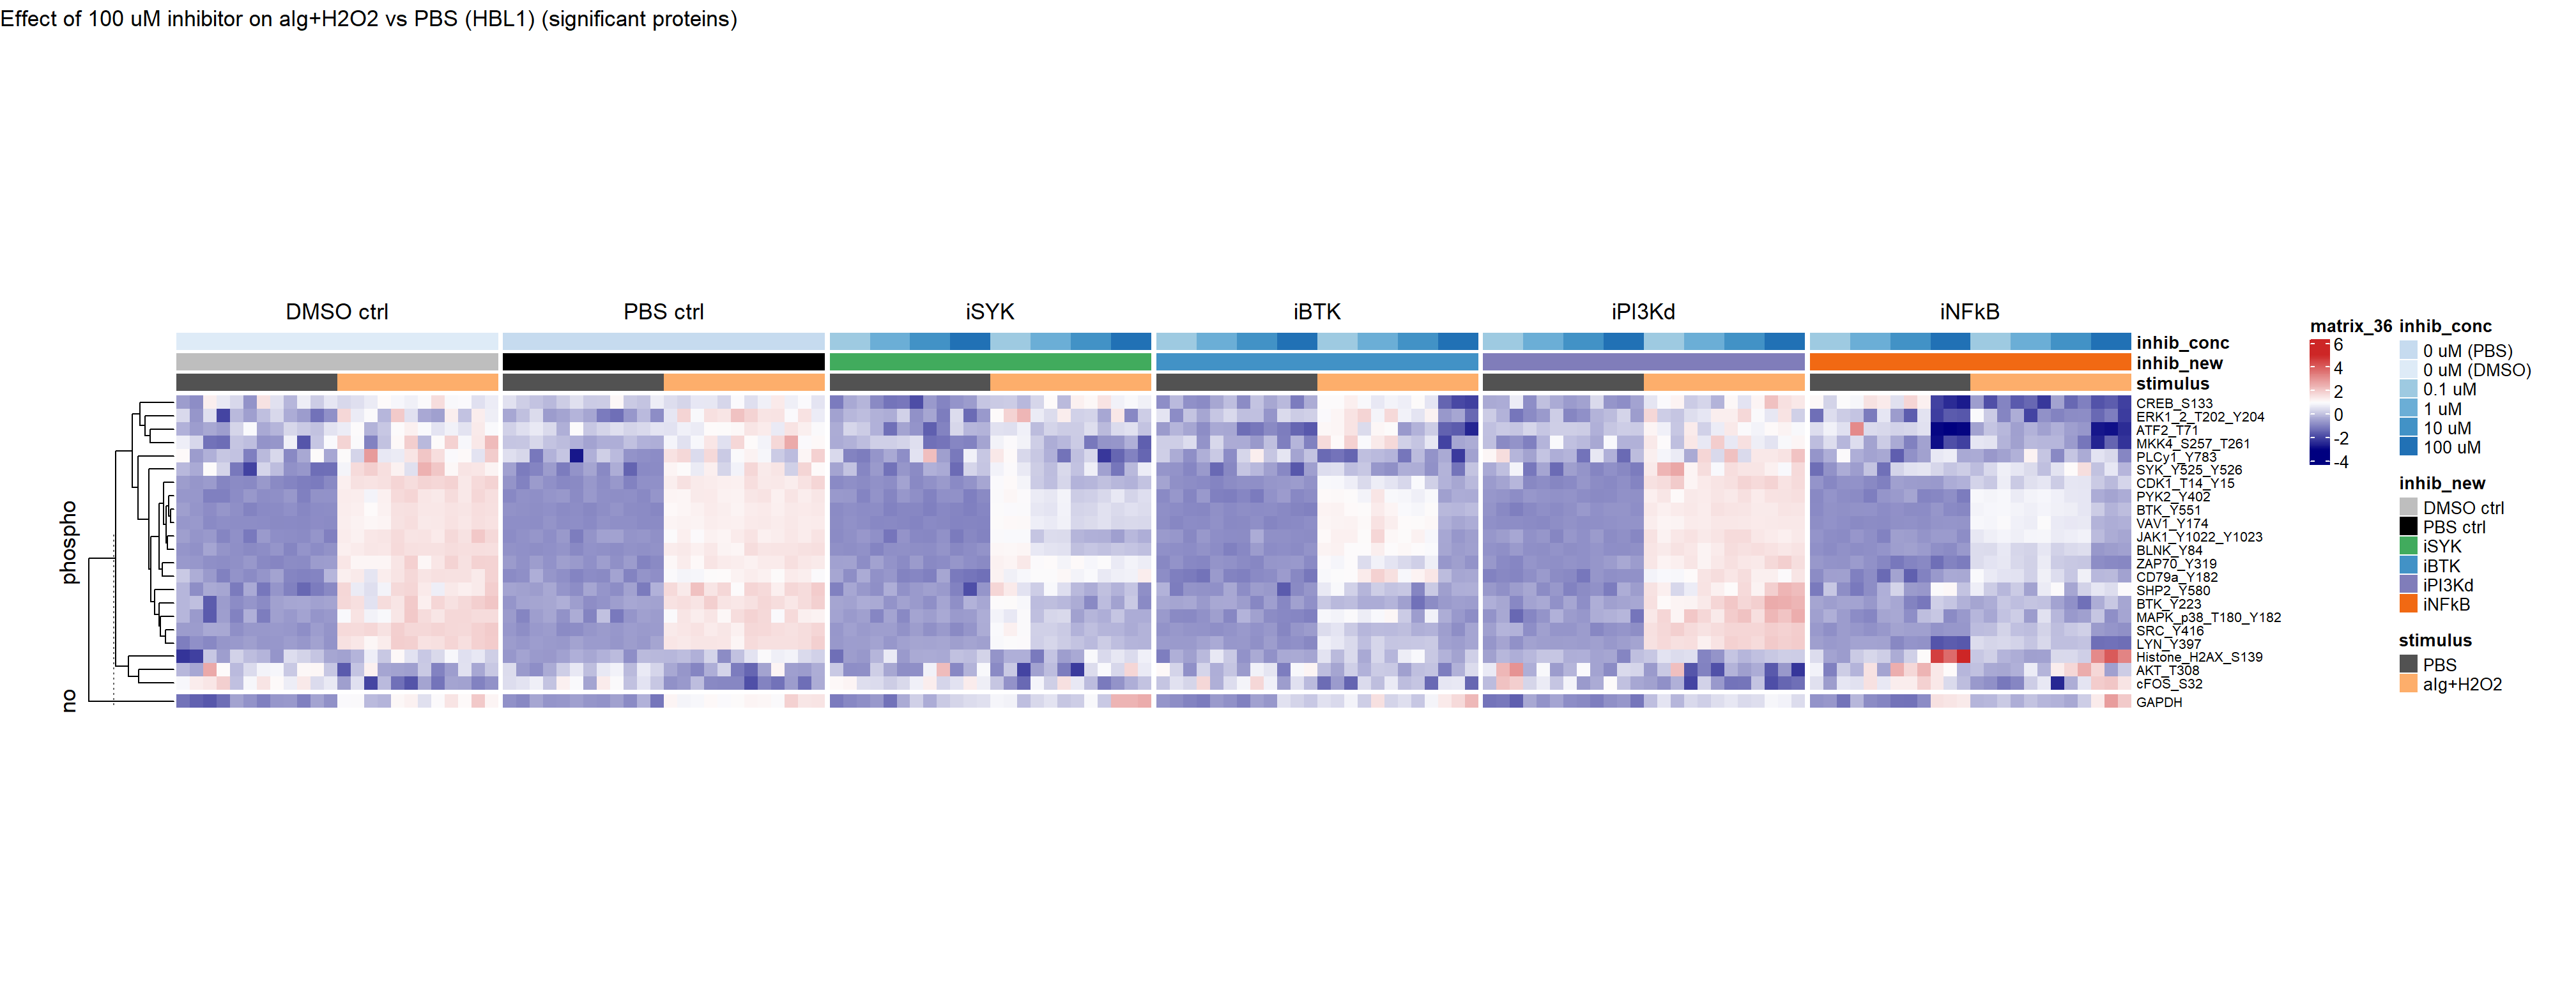 Effect of 100 uM inhibitor on aIg+H2O2 vs PBS (HBL1) (significant proteins)
DMSO ctrl
PBS ctrl
iSYK
iBTK
iPI3Kd
iNFkB
inhib_conc
inhib_new
stimulus
phospho
no
CREB_S133
ERK1_2_T202_Y204
ATF2_T71
MKK4_S257_T261
PLCy1_Y783
SYK_Y525_Y526
CDK1_T14_Y15
PYK2_Y402
BTK_Y551
VAV1_Y174
JAK1_Y1022_Y1023
BLNK_Y84
ZAP70_Y319
CD79a_Y182
SHP2_Y580
BTK_Y223
MAPK_p38_T180_Y182
SRC_Y416
LYN_Y397
Histone_H2AX_S139
AKT_T308
cFOS_S32
GAPDH
matrix_36
6
4
2
0
-2
-4
inhib_conc
0 uM (PBS)
0 uM (DMSO)
0.1 uM
1 uM
10 uM
100 uM
inhib_new
DMSO ctrl
PBS ctrl
iSYK
iBTK
iPI3Kd
iNFkB
stimulus
PBS
aIg+H2O2